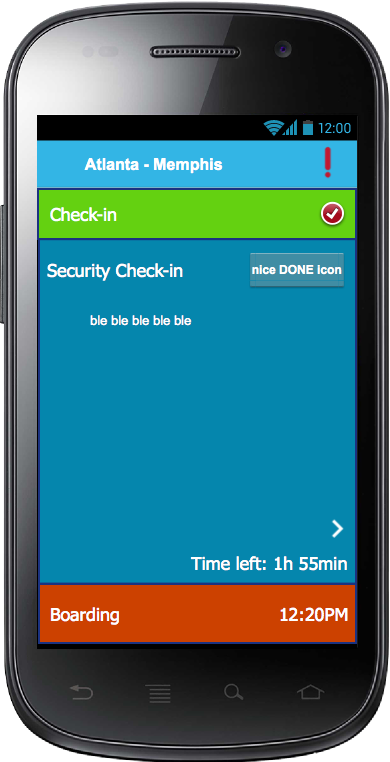 12:00
Atlanta - Memphis
Check-in
Security Check-in
nice DONE icon
ble ble ble ble ble
Time left: 1h 55min
Boarding 12:20PM